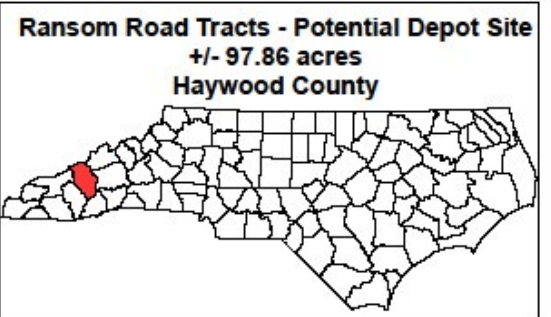 Ransom Road Tracts - Potential Depot Site
+/- 97.86 acres
Haywood County